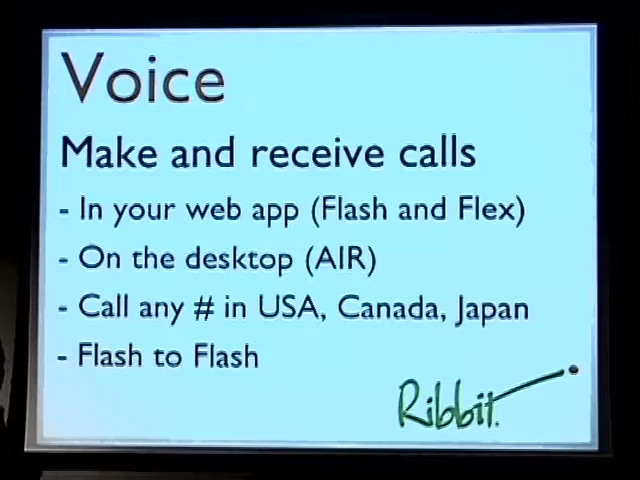 Voice
Make and receive calls
- In your web app (Flash and Flex)
- On the desktop (AIR)
- Call any # in USA, Canada, Japan
- Flash to Flash
Ribbit.